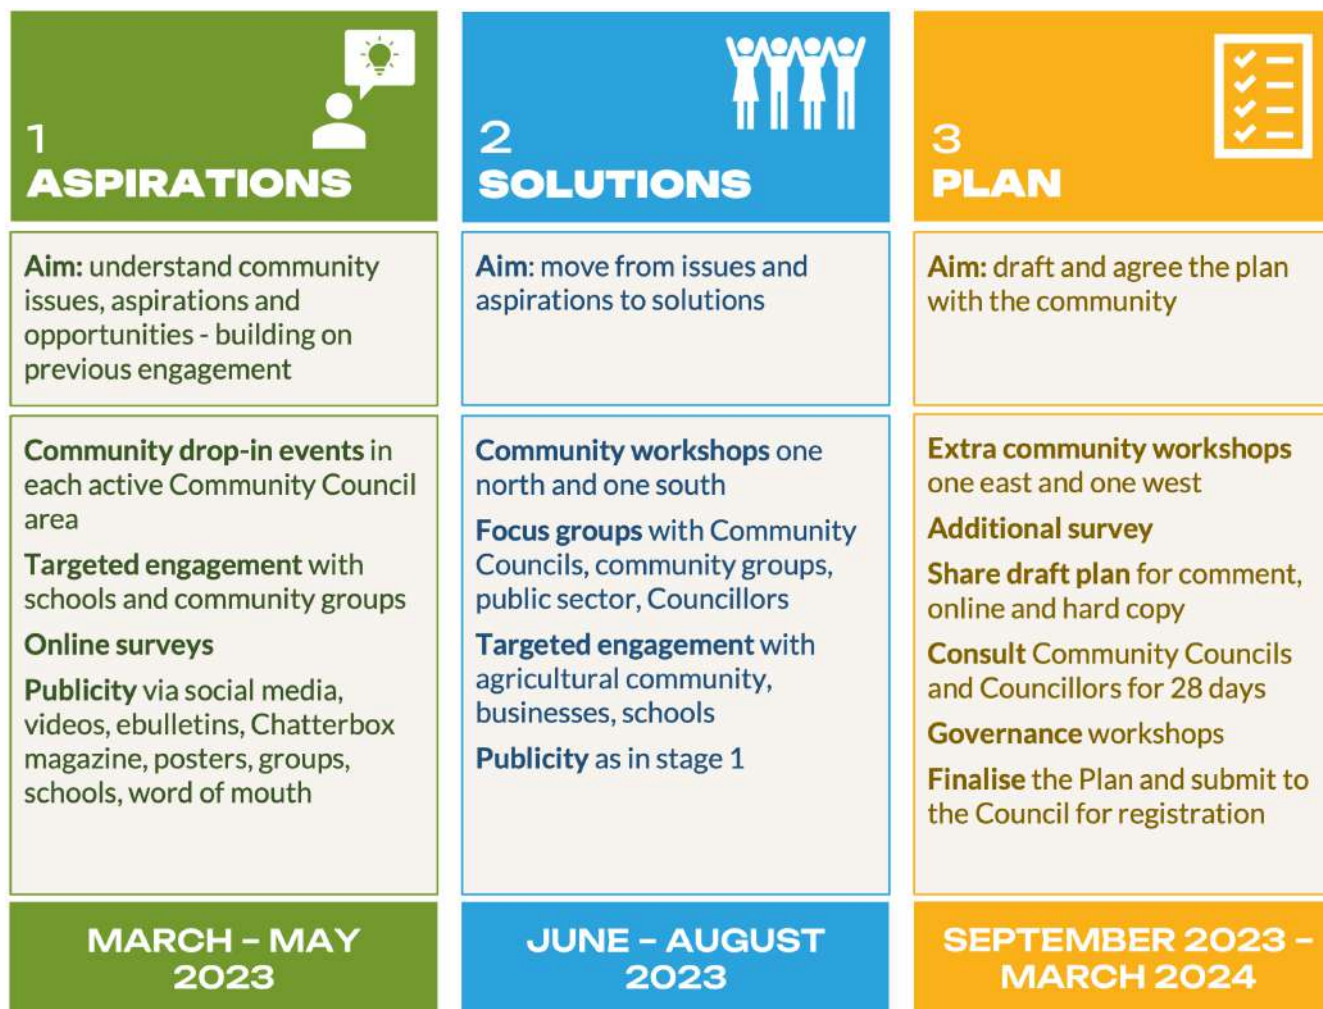 1
ASPIRATIONS
Aim: understand community
issues, aspirations and
opportunities - building on
previous engagement
Community drop-in events in
each active Community Council
area
Targeted engagement with
schools and community groups
Online surveys
Publicity via social media,
videos, ebulletins, Chatterbox
magazine, posters, groups,
schools, word of mouth
MARCH – MAY
2023
2
SOLUTIONS
Aim: move from issues and
aspirations to solutions
Community workshops one
north and one south
Focus groups with Community
Councils, community groups,
public sector, Councillors
Targeted engagement with
agricultural community,
businesses, schools
Publicity as in stage 1
JUNE – AUGUST
2023
3
PLAN
Aim: draft and agree the plan
with the community
Extra community workshops
one east and one west
Additional survey
Share draft plan for comment,
online and hard copy
Consult Community Councils
and Councillors for 28 days
Governance workshops
Finalise the Plan and submit to
the Council for registration
SEPTEMBER 2023 –
MARCH 2024